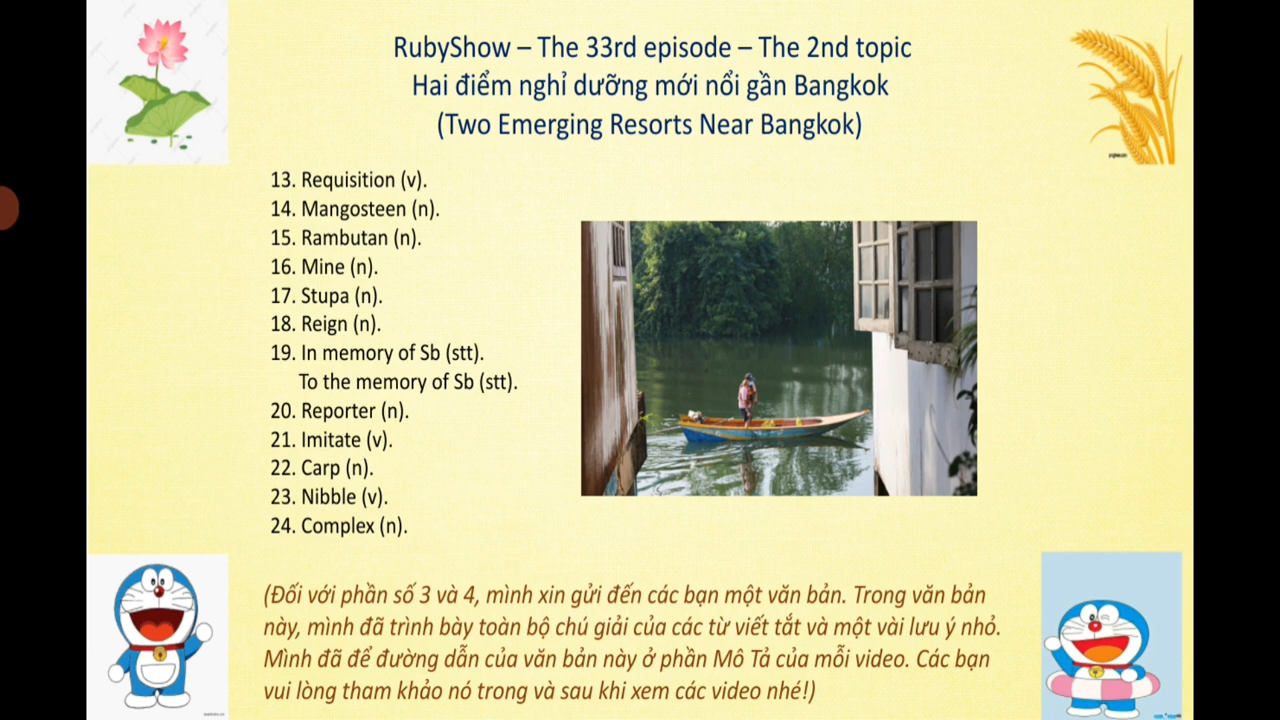 RubyShow – The 33rd episode – The 2nd topic
Hai điểm nghỉ dưỡng mới nổi gần Bangkok
(Two Emerging Resorts Near Bangkok)
13. Requisition (v).
14. Mangosteen (n).
15. Rambutan (n).
16. Mine (n).
17. Stupa (n).
18. Reign (n).
19. In memory of Sb (stt).
To the memory of Sb (stt).
20. Reporter (n).
21. Imitate (v).
22. Carp (n).
23. Nibble (v).
24. Complex (n).
(Đối với phần số 3 và 4, mình xin gửi đến các bạn một văn bản. Trong văn bản
này, mình đã trình bày toàn bộ chú giải của các từ viết tắt và một vài lưu ý nhỏ.
Mình đã để đường dẫn của văn bản này ở phần Mô Tả của mỗi video. Các bạn
vui lòng tham khảo nó trong và sau khi xem các video nhé!)